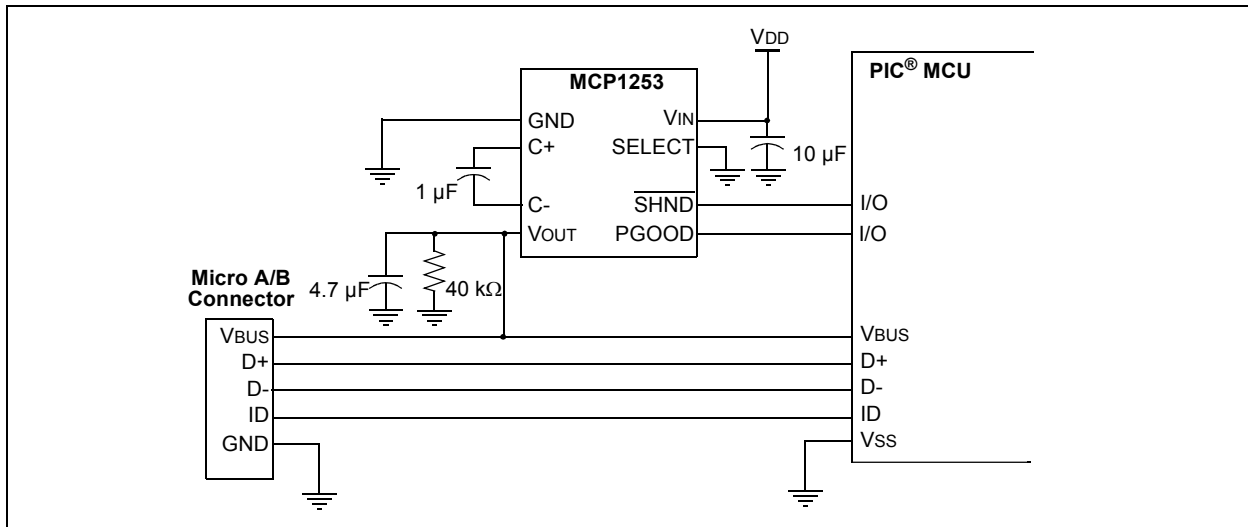 VDD
MCP1253
PIC® MCU
GND
VIN
C+
SELECT
10 µF
1 µF
C-
SHND
I/O
VOUT
PGOOD
I/O
Micro A/B
Connector
4.7 µF
40 kΩ
VBUS
VBUS
D+
D+
D-
D-
ID
ID
GND
VSS